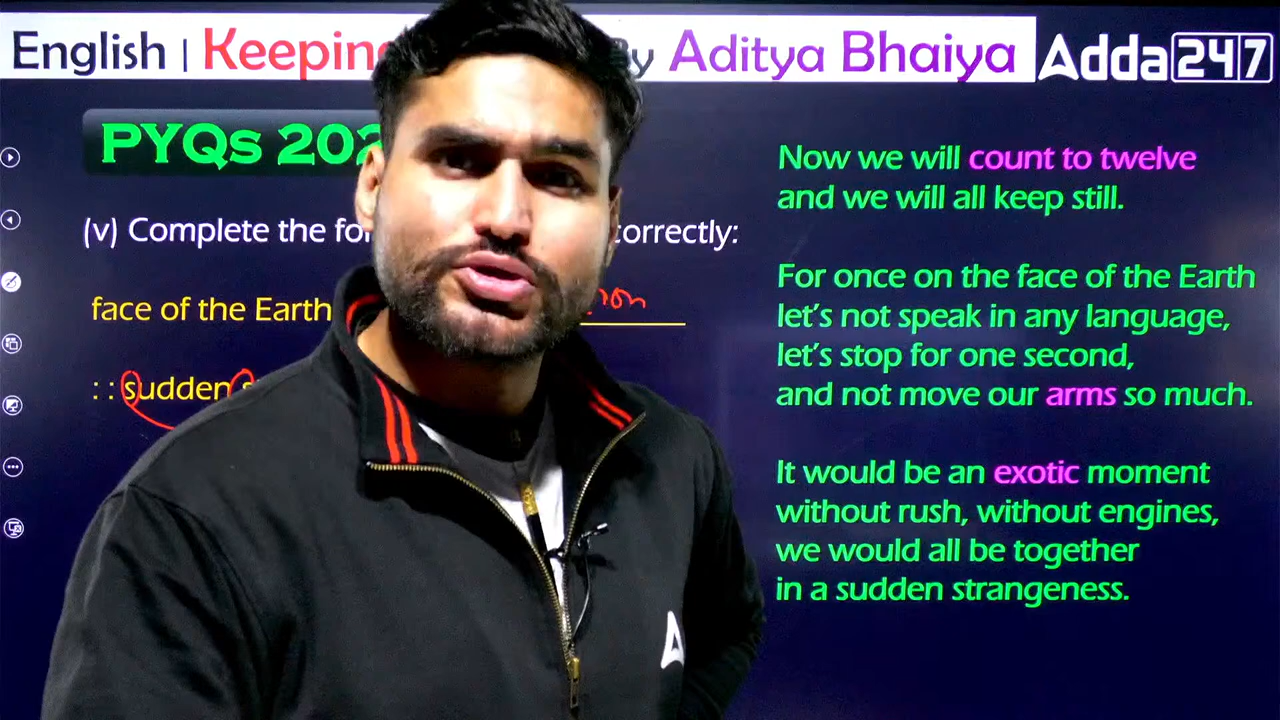 English | Keeping By Aditya Bhaiya
Adda247
PYQs 202
(v) Complete the correctly:
face of the Earth
: : sudden
Now we will count to twelve
and we will all keep still.
For once on the face of the Earth
let's not speak in any language,
let's stop for one second,
and not move our arms so much.
It would be an exotic moment
without rush, without engines,
we would all be together
in a sudden strangeness.